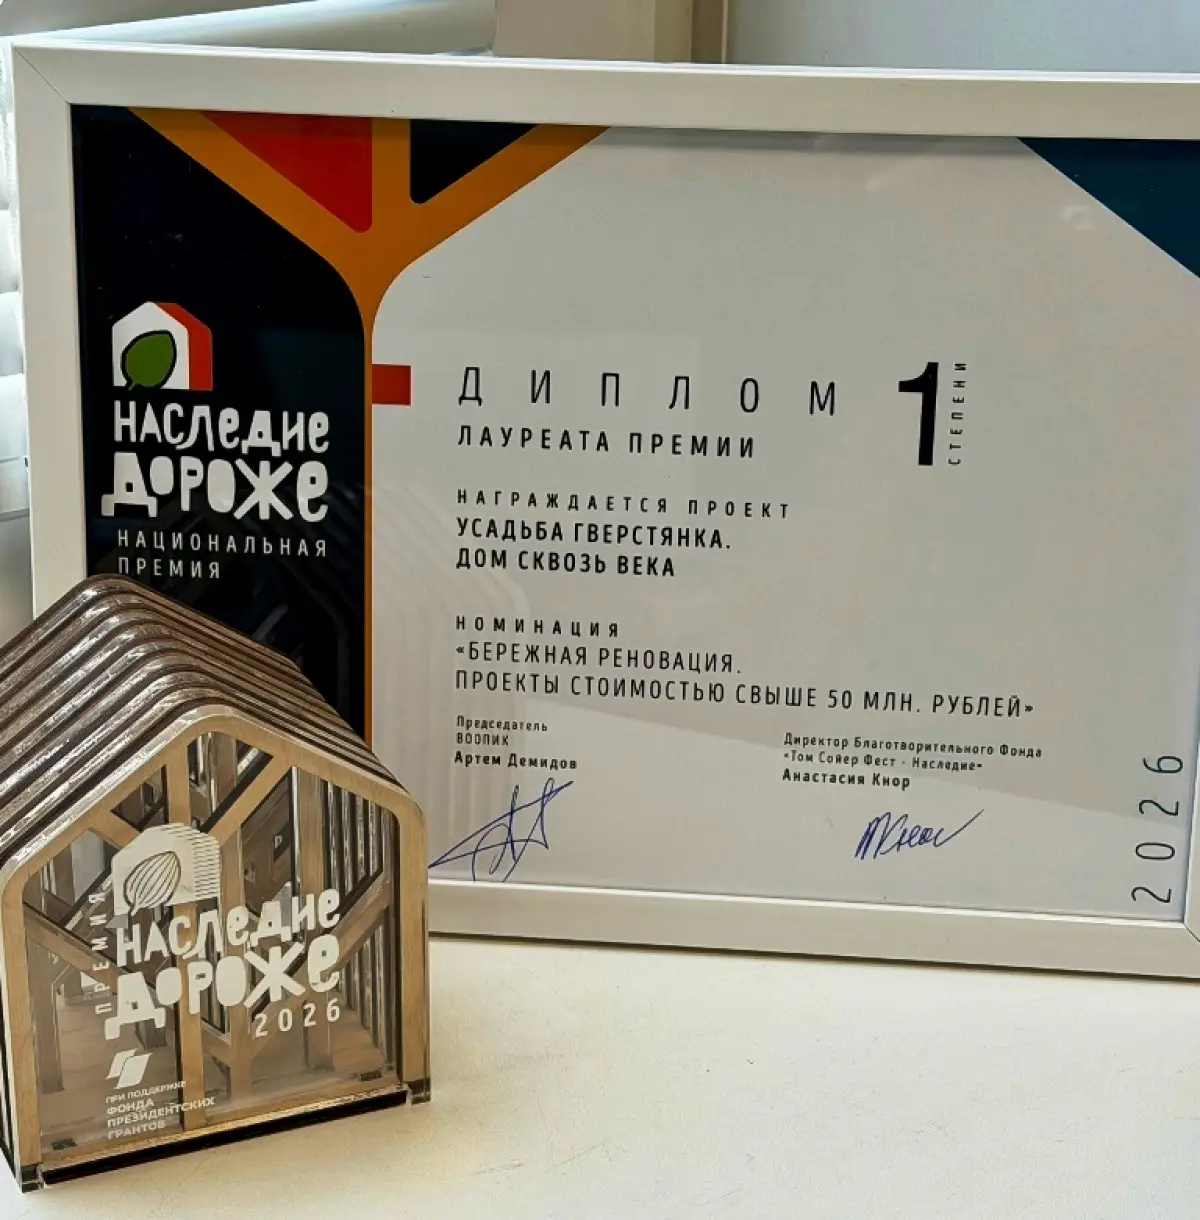 НАСЛЕДИЕ
ДОРОЖЕ
НАЦИОНАЛЬНАЯ
ПРЕМИЯ
ДИПЛОМ 1 СТЕПЕНИ
ЛАУРЕАТА ПРЕМИИ
НАГРАЖДАЕТСЯ ПРОЕКТ
УСАДЬБА ГВЕРСТЯНКА.
ДОМ СКВОЗЬ ВЕКА
НОМИНАЦИЯ
«БЕРЕЖНАЯ РЕНОВАЦИЯ.
ПРОЕКТЫ СТОИМОСТЬЮ СВЫШЕ 50 МЛН. РУБЛЕЙ»
Председатель
ВООПИК
Артем Демидов
Директор Благотворительного Фонда
«Том Сойер Фест - Наследие»
Анастасия Кнор
2026
ПРЕМИЯ
НАСЛЕДИЕ
ДОРОЖЕ
2026
ПРИ ПОДДЕРЖКЕ
ФОНДА
ПРЕЗИДЕНТСКИХ
ГРАНТОВ